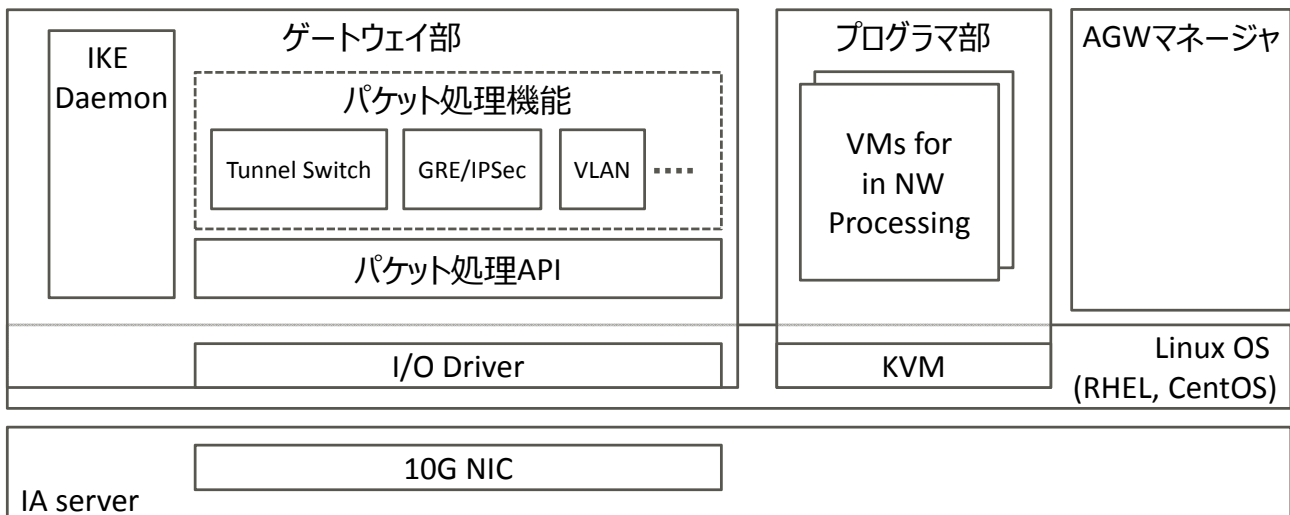 ゲートウェイ部
IKE
Daemon
パケット処理機能
Tunnel Switch
GRE/IPSec
VLAN
....
パケット処理API
I/O Driver
プログラマ部
VMs for
in NW
Processing
KVM
AGWマネージャ
Linux OS
(RHEL, CentOS)
10G NIC
IA server